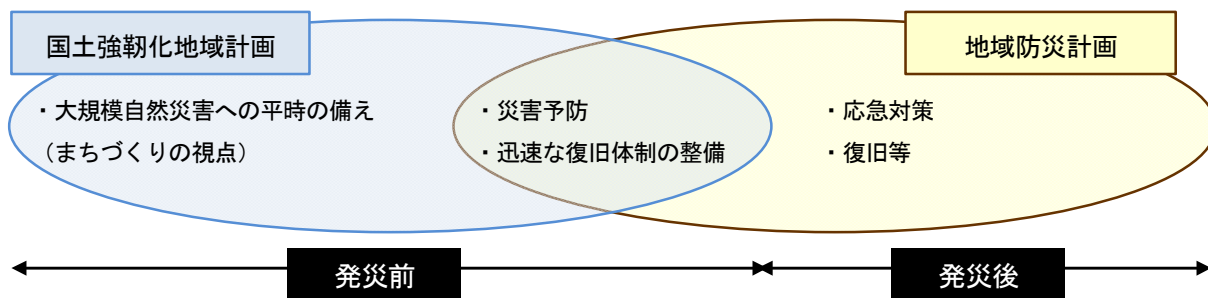 国土強靭化地域計画
地域防災計画
・大規模自然災害への平時の備え
（まちづくりの視点）
・災害予防
・迅速な復旧体制の整備
・応急対策
・復旧等
発災前
発災後